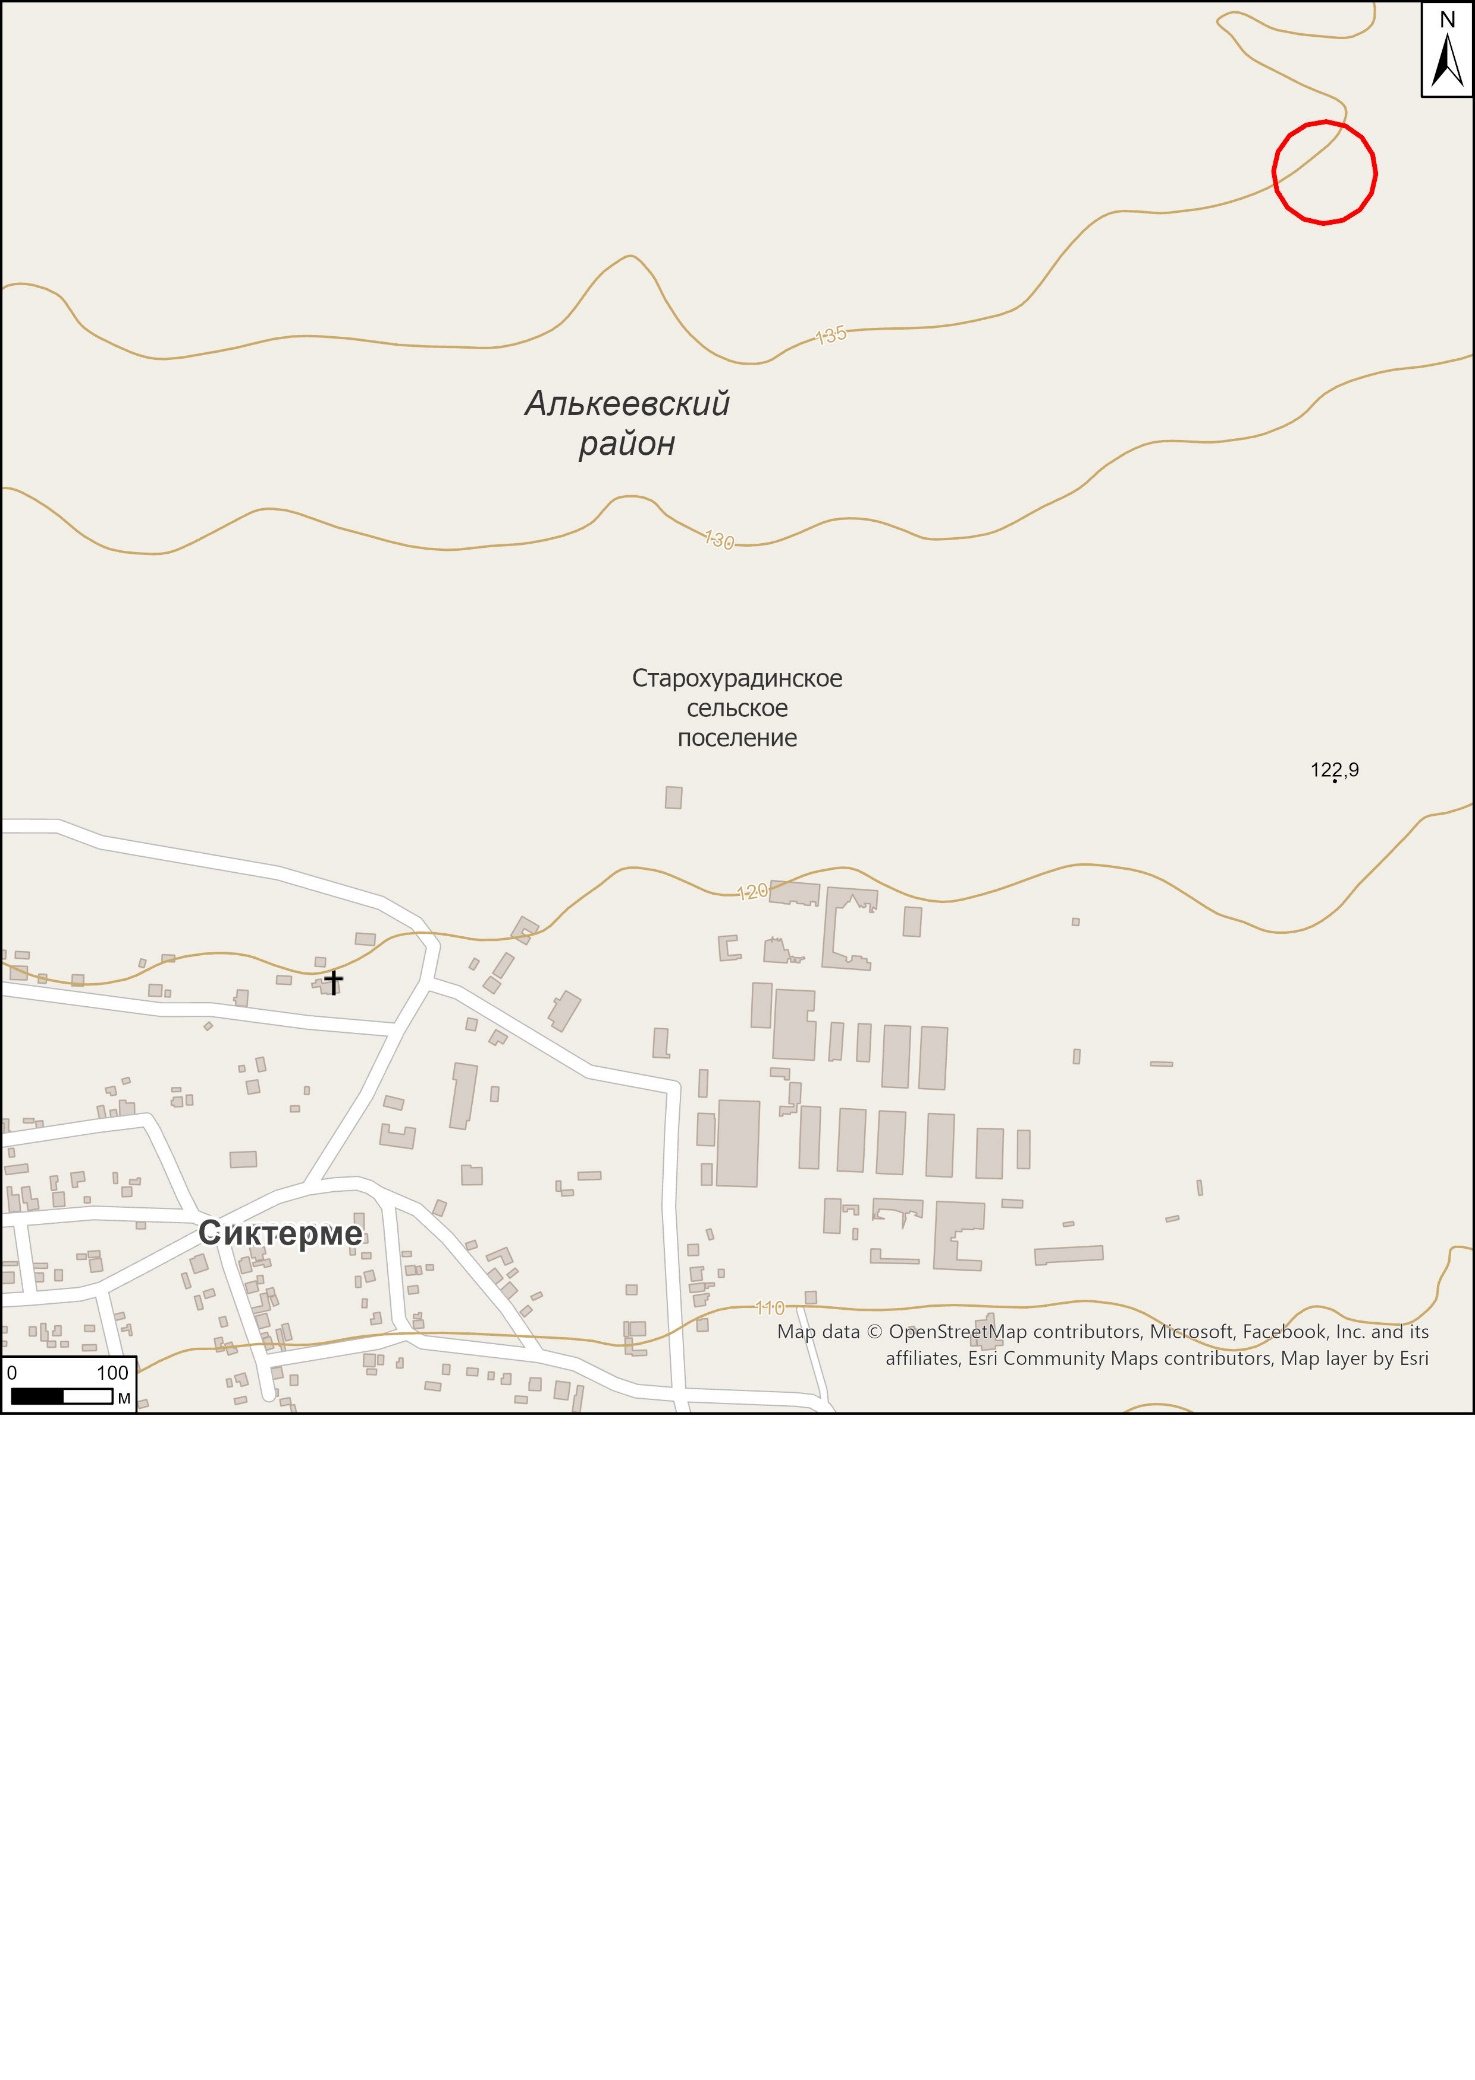 N
135
Алькеевский
район
130
Старохурадинское
сельское
поселение
122,9
120
Сиктерме
110
Map data © OpenStreetMap contributors, Microsoft, Facebook, Inc. and its
affiliates, Esri Community Maps contributors, Map layer by Esri
0 100
м